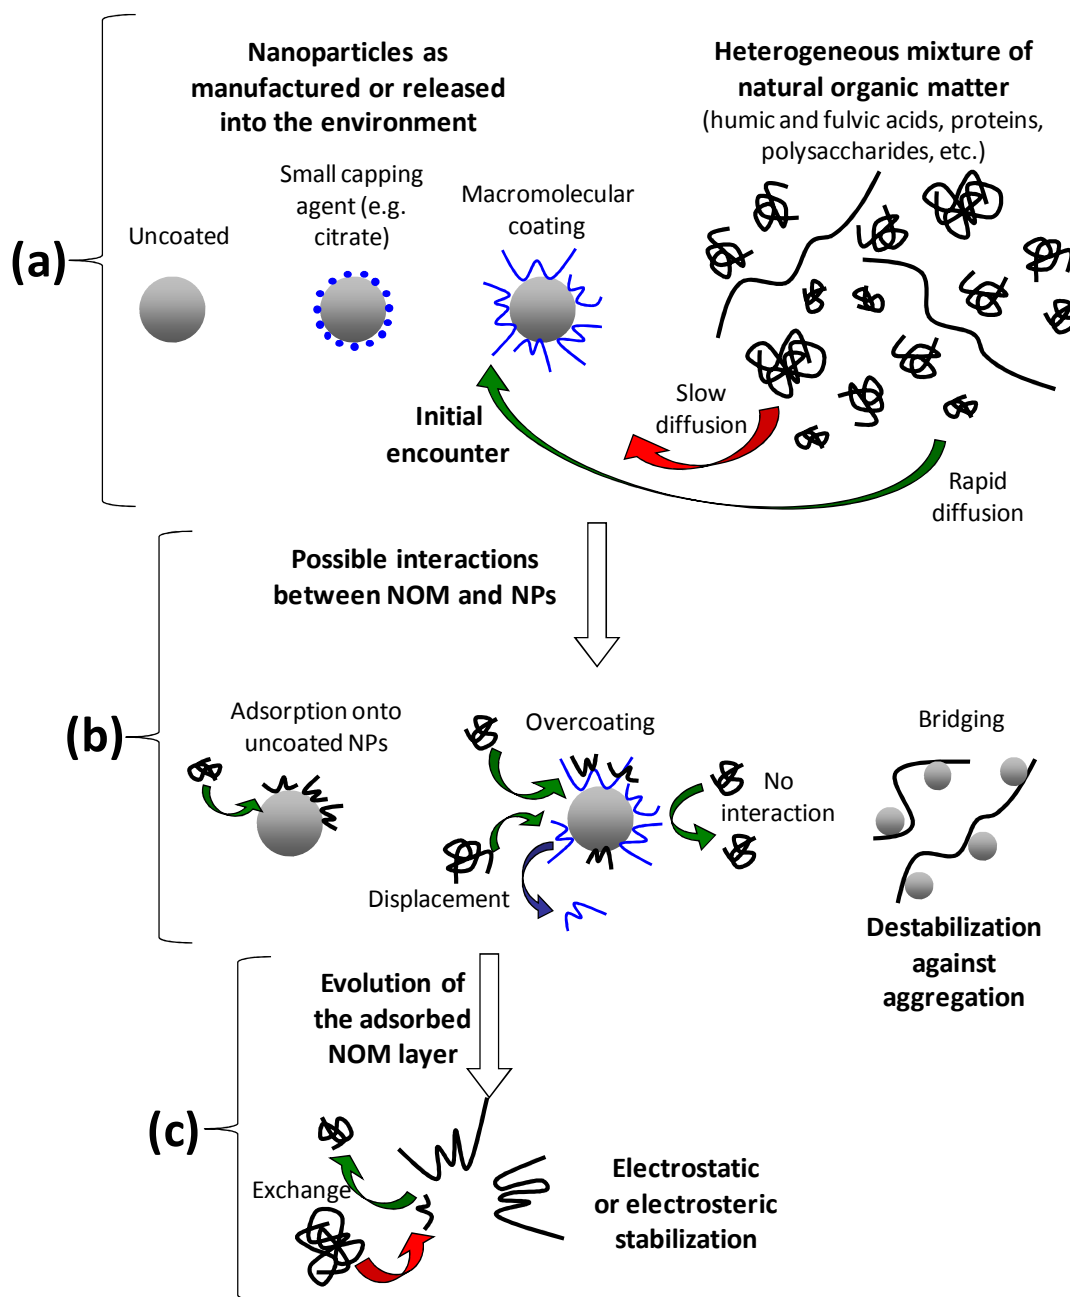 (a)
Nanoparticles as
manufactured or released
into the environment
Heterogeneous mixture of
natural organic matter
(humic and fulvic acids, proteins,
polysaccharides, etc.)
Uncoated
Small capping
agent (e.g.
citrate)
Macromolecular
coating
Initial
encounter
Slow
diffusion
Rapid
diffusion
(b)
Possible interactions
between NOM and NPs
Adsorption onto
uncoated NPs
Overcoating
Displacement
No
interaction
Bridging
Destabilization
against
aggregation
(c)
Evolution of
the adsorbed
NOM layer
Exchange
Electrostatic
or electrosteric
stabilization